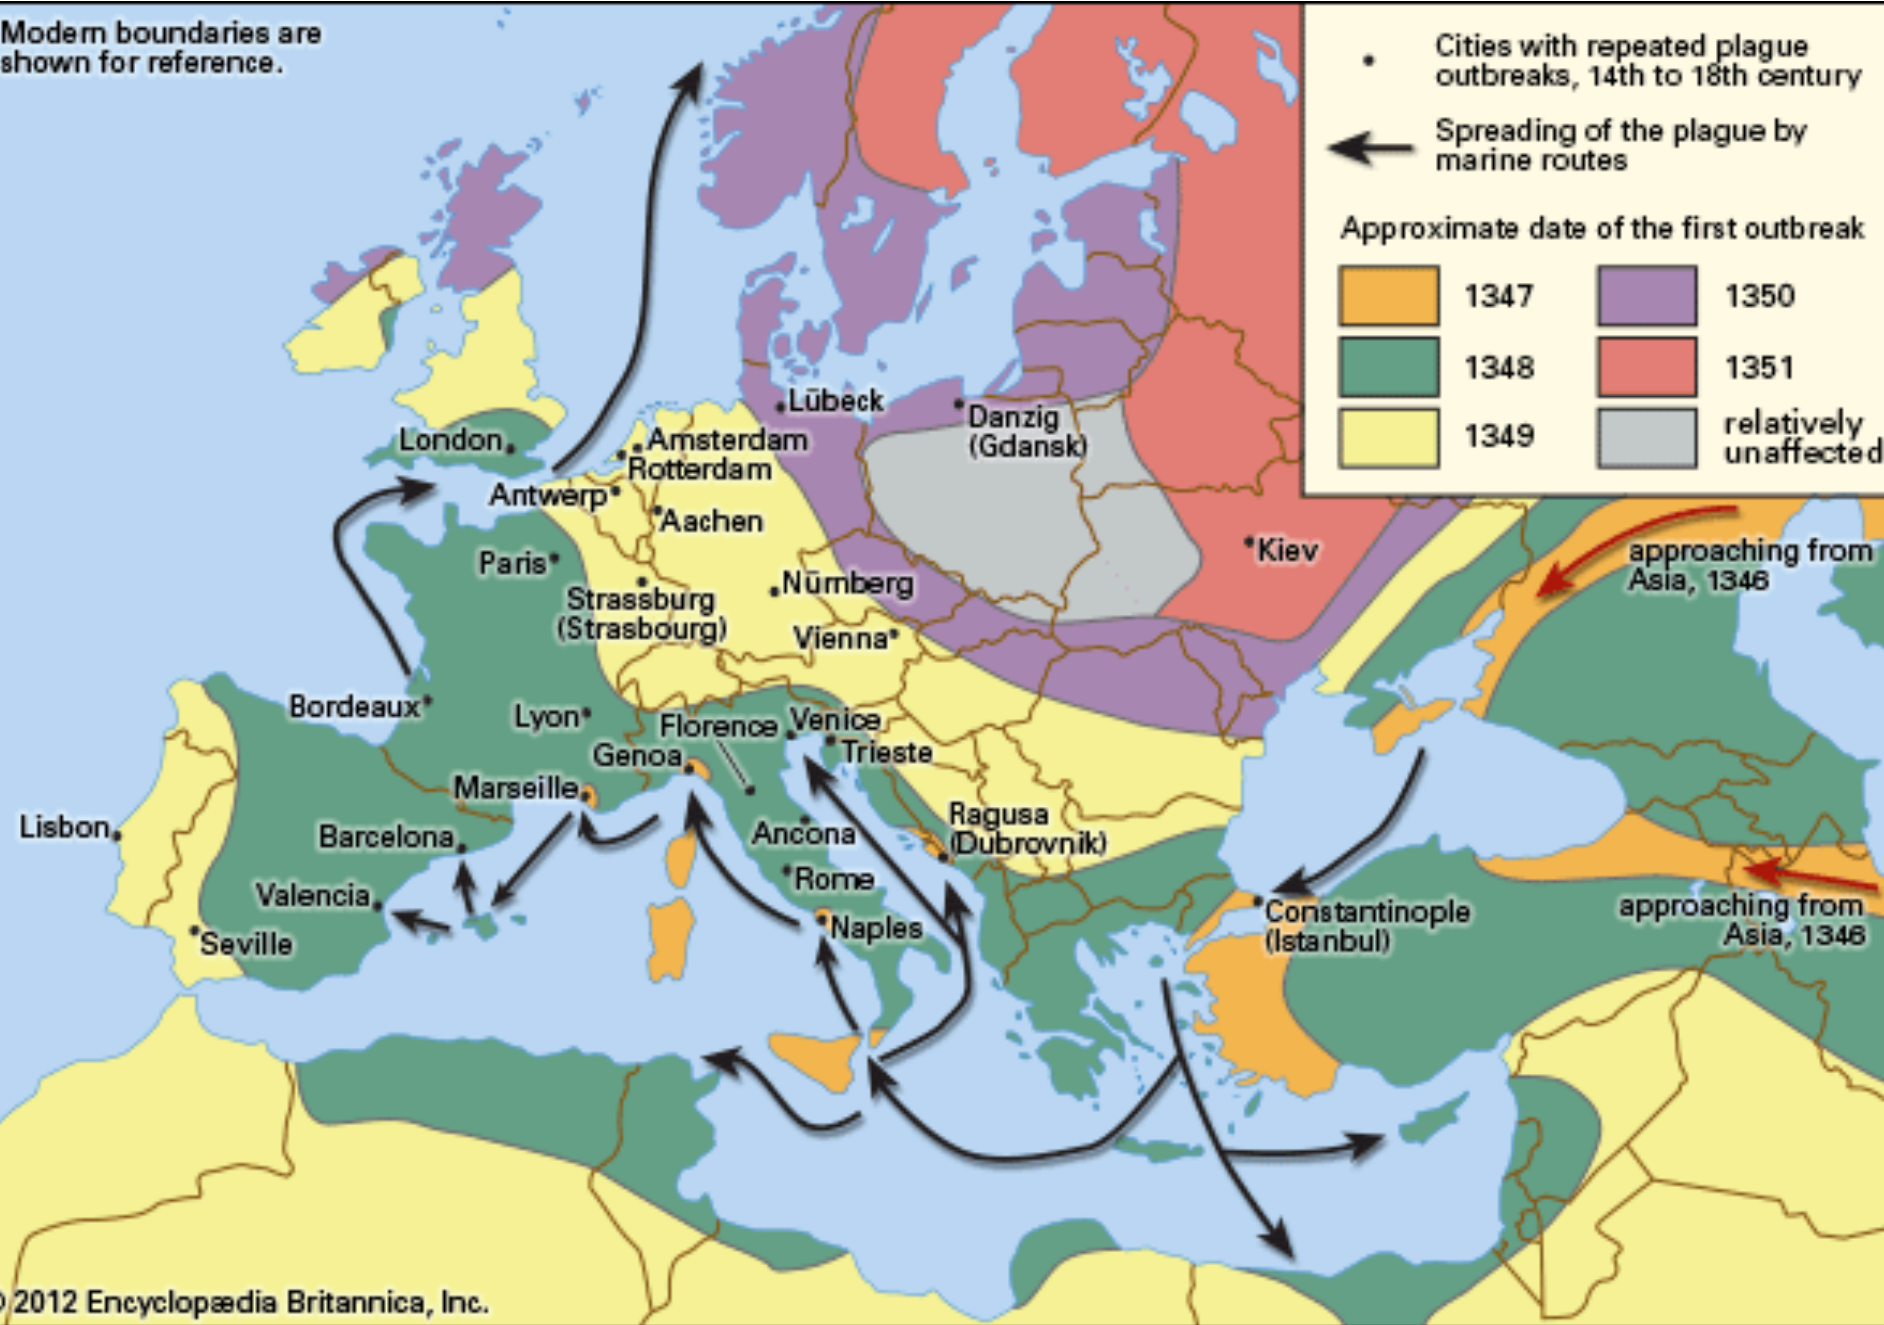 Modern boundaries are
shown for reference.
Cities with repeated plague
outbreaks, 14th to 18th century
Spreading of the plague by
marine routes
Approximate date of the first outbreak
1347
1350
1348
1351
1349
relatively
unaffected
Lübeck
Danzig
(Gdansk)
London
Amsterdam
Rotterdam
Antwerp
Aachen
Paris
Kiev
approaching from
Asia, 1346
Nürnberg
Strassburg
(Strasbourg)
Vienna
Bordeaux
Lyon
Florence
Venice
Genoa
Trieste
Marseille
Lisbon
Barcelona
Ancona
Ragusa
(Dubrovnik)
Rome
Valencia
Naples
Seville
Constantinople
(Istanbul)
approaching from
Asia, 1346
© 2012 Encyclopædia Britannica, Inc.